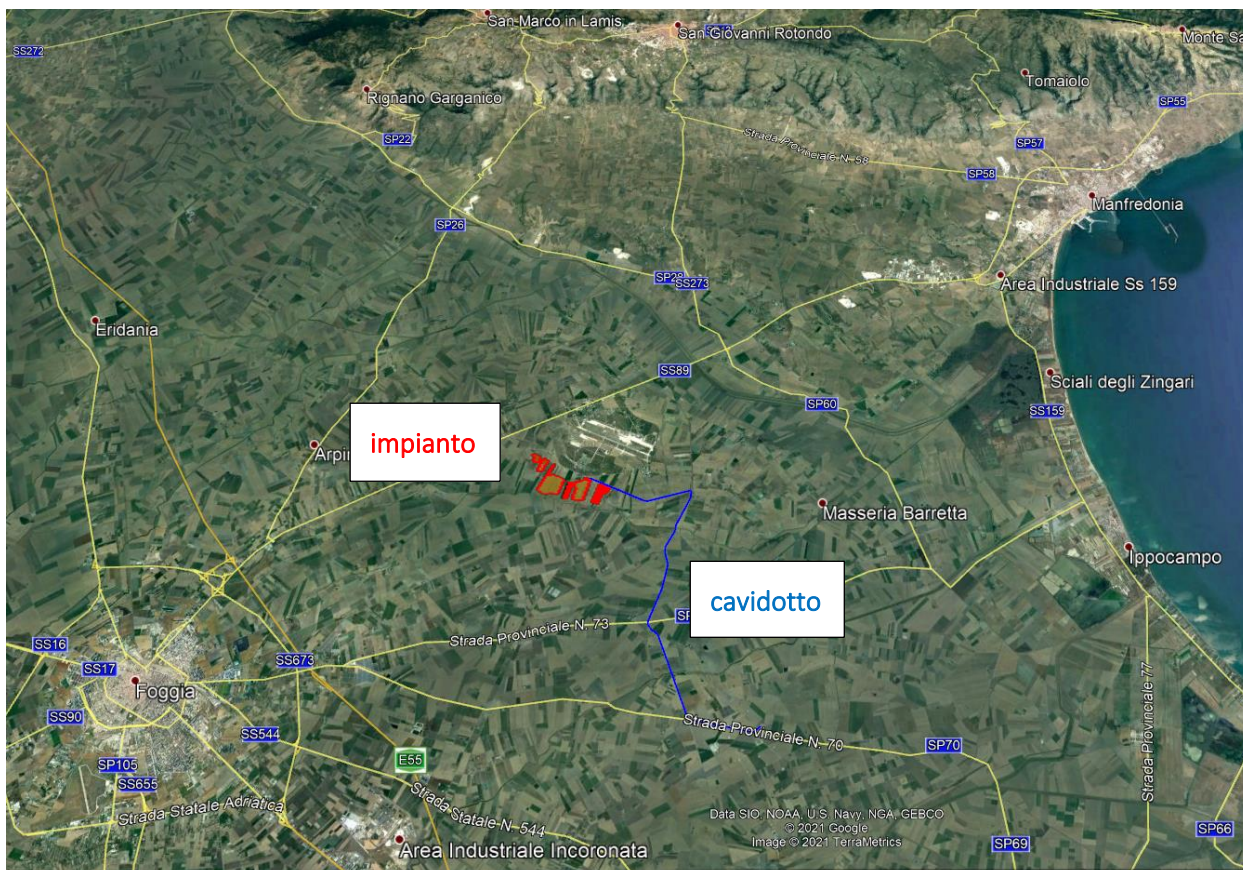 San Marco in Lamis
San Giovanni Rotondo
Monte Sa
SS272
Tomaiolo
Rignano Garganico
SP55
SP22
Strada Provinciale N. 58
SP57
SP58
Manfredonia
SP26
SP28
SS273
Area Industriale Ss 159
Eridania
SS89
Sciali degli Zingari
SP60
SS159
impianto
Arpi
Masseria Barretta
Ippocampo
cavidotto
SP
Strada Provinciale N. 73
SS16
SS673
SS17
Foggia
Strada Provinciale 77
SS90
SS544
Strada Provinciale N. 70
SP70
SP105
E55
SS655
Strada Statale Adriatica
Strada Statale N. 544
Data SIO, NOAA, U.S. Navy, NGA, GEBCO
© 2021 Google
Image © 2021 TerraMetrics
SP66
SP69
Area Industriale Incoronata